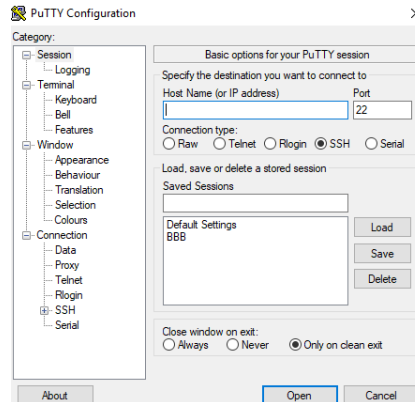 PuTTY Configuration
Category:
Session
Logging
Terminal
Keyboard
Bell
Features
Window
Appearance
Behaviour
Translation
Selection
Colours
Connection
Data
Proxy
Telnet
Rlogin
SSH
Serial
Basic options for your PuTTY session
Specify the destination you want to connect to
Host Name (or IP address) Port
22
Connection type:
Raw Telnet Rlogin SSH Serial
Load, save or delete a stored session
Saved Sessions
Default Settings
BBB
Load
Save
Delete
Close window on exit:
Always Never Only on clean exit
About Open Cancel